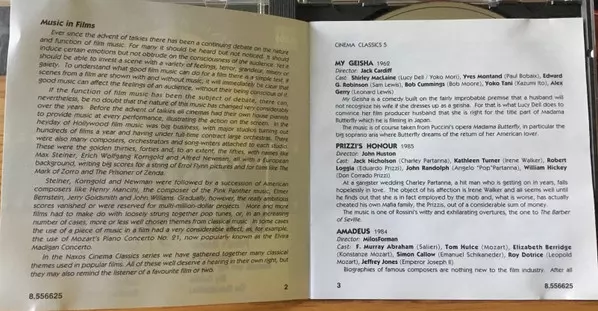 Music in Films
Ever since the advent of talkies there has been a continuing debate on the nature
and function of film music. For many it should be heard but not noticed. It should
induce certain emotions but not obtrude on the consciousness of the audience. Yet it
should be able to invest a scene with a variety of feelings, terror, grandeur, misery or
gaiety. To understand what good film music can do for a film there is a simple test. If
scenes from a film are shown with and without music, it will immediately be clear that
good music can affect the feelings of an audience, without their being conscious of it.
If the function of film music has been the subject of debate, there can,
nevertheless, be no doubt that the nature of this music has changed very considerably
over the years. Before the advent of talkies all cinemas had their own house pianists
to provide music at every performance, illustrating the action on the screen. In the
heyday of Hollywood film music was big business, with major studios turning out
hundreds of films a year and having under full-time contract large orchestras. There
were also many composers, orchestrators and song-writers attached to each studio.
These were the golden thirties, forties and, to an extent, the fifties, with names like
Max Steiner, Erich Wolfgang Korngold and Alfred Newman, all with a European
background, writing big scores for a string of Errol Flynn pictures and for films like The
Mark of Zorro and The Prisoner of Zenda.
Steiner, Korngold and Newman were followed by a succession of American
composers like Henry Mancini, the composer of the Pink Panther music, Elmer
Bernstein, Jerry Goldsmith and John Williams. Gradually, however, the really ambitious
scores vanished or were reserved for multi-million-dollar projects. More and more
films had to make do with loosely strung together pop tunes, or, in an increasing
number of cases, more or less well chosen themes from classical music. In some cases
the use of a piece of music in a film had a very considerable effect, as, for example,
the use of Mozart's Piano Concerto No. 21, now popularly known as the Elvira
Madigan Concerto.
In the Naxos Cinema Classics series we have gathered together many classical
themes used in popular films. All of these well deserve a hearing in their own right, but
they may also remind the listener of a favourite film of two.
8.556625
2
CINEMA CLASSICS 5
MY GEISHA 1962
Director: Jack Cardiff
Cast: Shirley MacLaine (Lucy Dell / Yoko Mori), Yves Montand (Paul Bobaix), Edward
G. Robinson (Sam Lewis), Bob Cummings (Bob Moore), Yoko Tani (Kazumi Ito), Alex
Gerry (Leonard Lewis)
My Geisha is a comedy built on the fairly improbable premise that a husband will
not recognize his wife if she dresses up as a geisha. For that is what Lucy Dell does to
convince her film producer husband that she is right for the title part of Madame
Butterfly which he is filming in Japan.
The music is of course taken from Puccini's opera Madame Butterfly, in particular the
big soprano aria where Butterfly dreams of the return of her American lover.
PRIZZI'S HONOUR 1985
Director: John Huston
Cast: Jack Nicholson (Charley Partanna), Kathleen Turner (Irene Walker), Robert
Loggia (Eduardo Prizzi), John Randolph (Angelo "Pop"Partanna), William Hickey
(Don Corrado Prizzi)
At a gangster wedding Charley Partanna, a hit man who is getting on in years, falls
hopelessly in love. The object of his affection is Irene Walker and all seems well until
he finds out that she is in fact employed by the mob and, what is worse, has actually
cheated his own Mafia family, the Prizzis, out of a considerable sum of money.
The music is one of Rossini's witty and exhilarating overtures, the one to The Barber
of Seville.
AMADEUS 1984
Director: MilosForman
Cast: F. Murray Abraham (Salieri), Tom Hulce (Mozart), Elizabeth Berridge
(Konstanze Mozart), Simon Callow (Emanuel Schikaneder), Roy Dotrice (Leopold
Mozart), Jeffrey Jones (Emperor Joseph II)
Biographies of famous composers are nothing new to the film industry. After all
3
8.556625